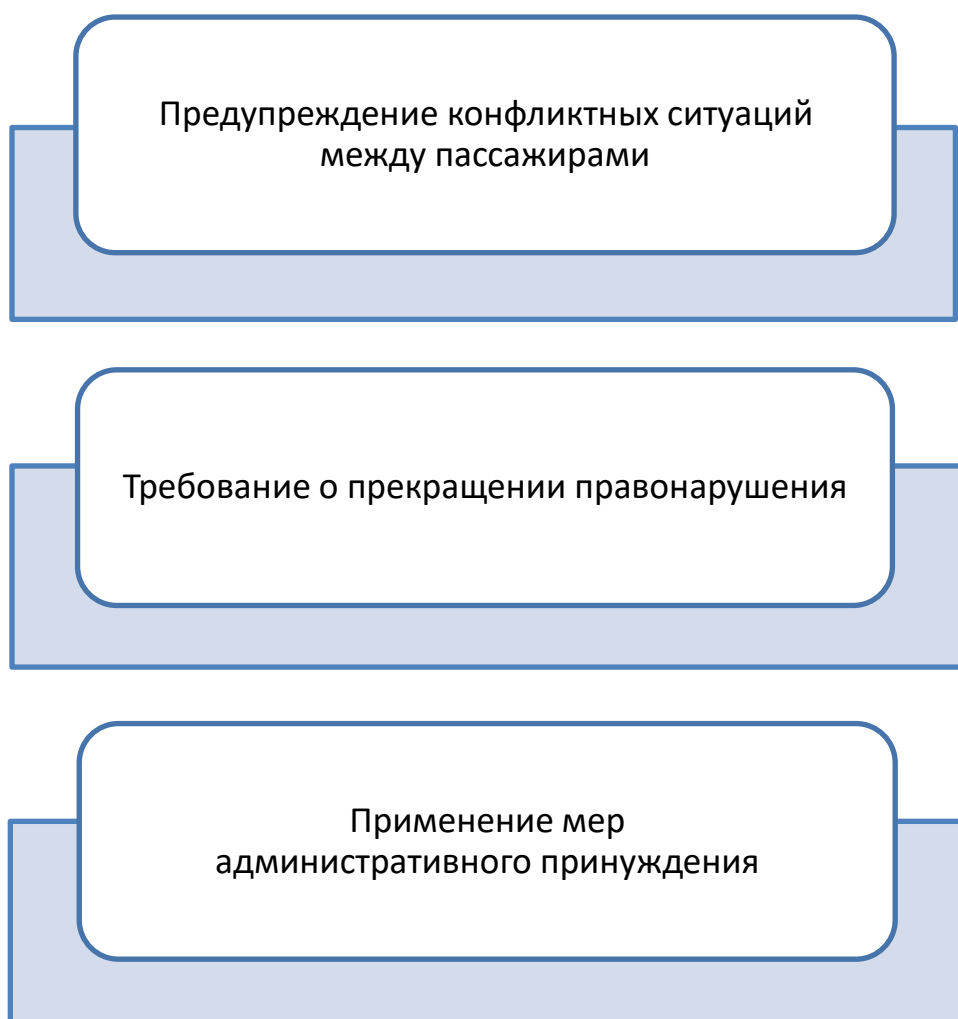 Предупреждение конфликтных ситуаций
между пассажирами
Требование о прекращении правонарушения
Применение мер
административного принуждения